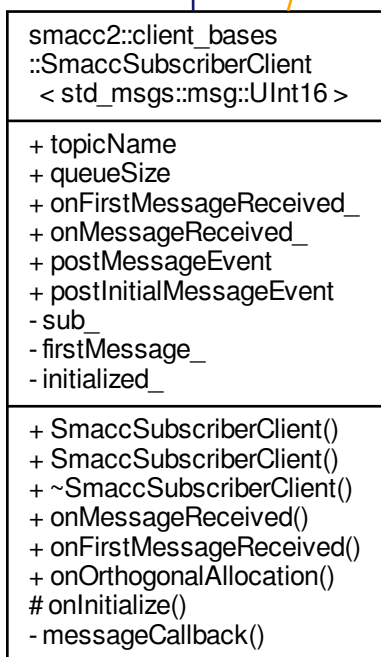 smacc2::client_bases
::SmaccSubscriberClient
< std_msgs::msg::UInt16 >
+ topicName
+ queueSize
+ onFirstMessageReceived_
+ onMessageReceived_
+ postMessageEvent
+ postInitialMessageEvent
- sub_
- firstMessage_
- initialized_
+ SmaccSubscriberClient()
+ SmaccSubscriberClient()
+ ~SmaccSubscriberClient()
+ onMessageReceived()
+ onFirstMessageReceived()
+ onOrthogonalAllocation()
# onInitialize()
- messageCallback()